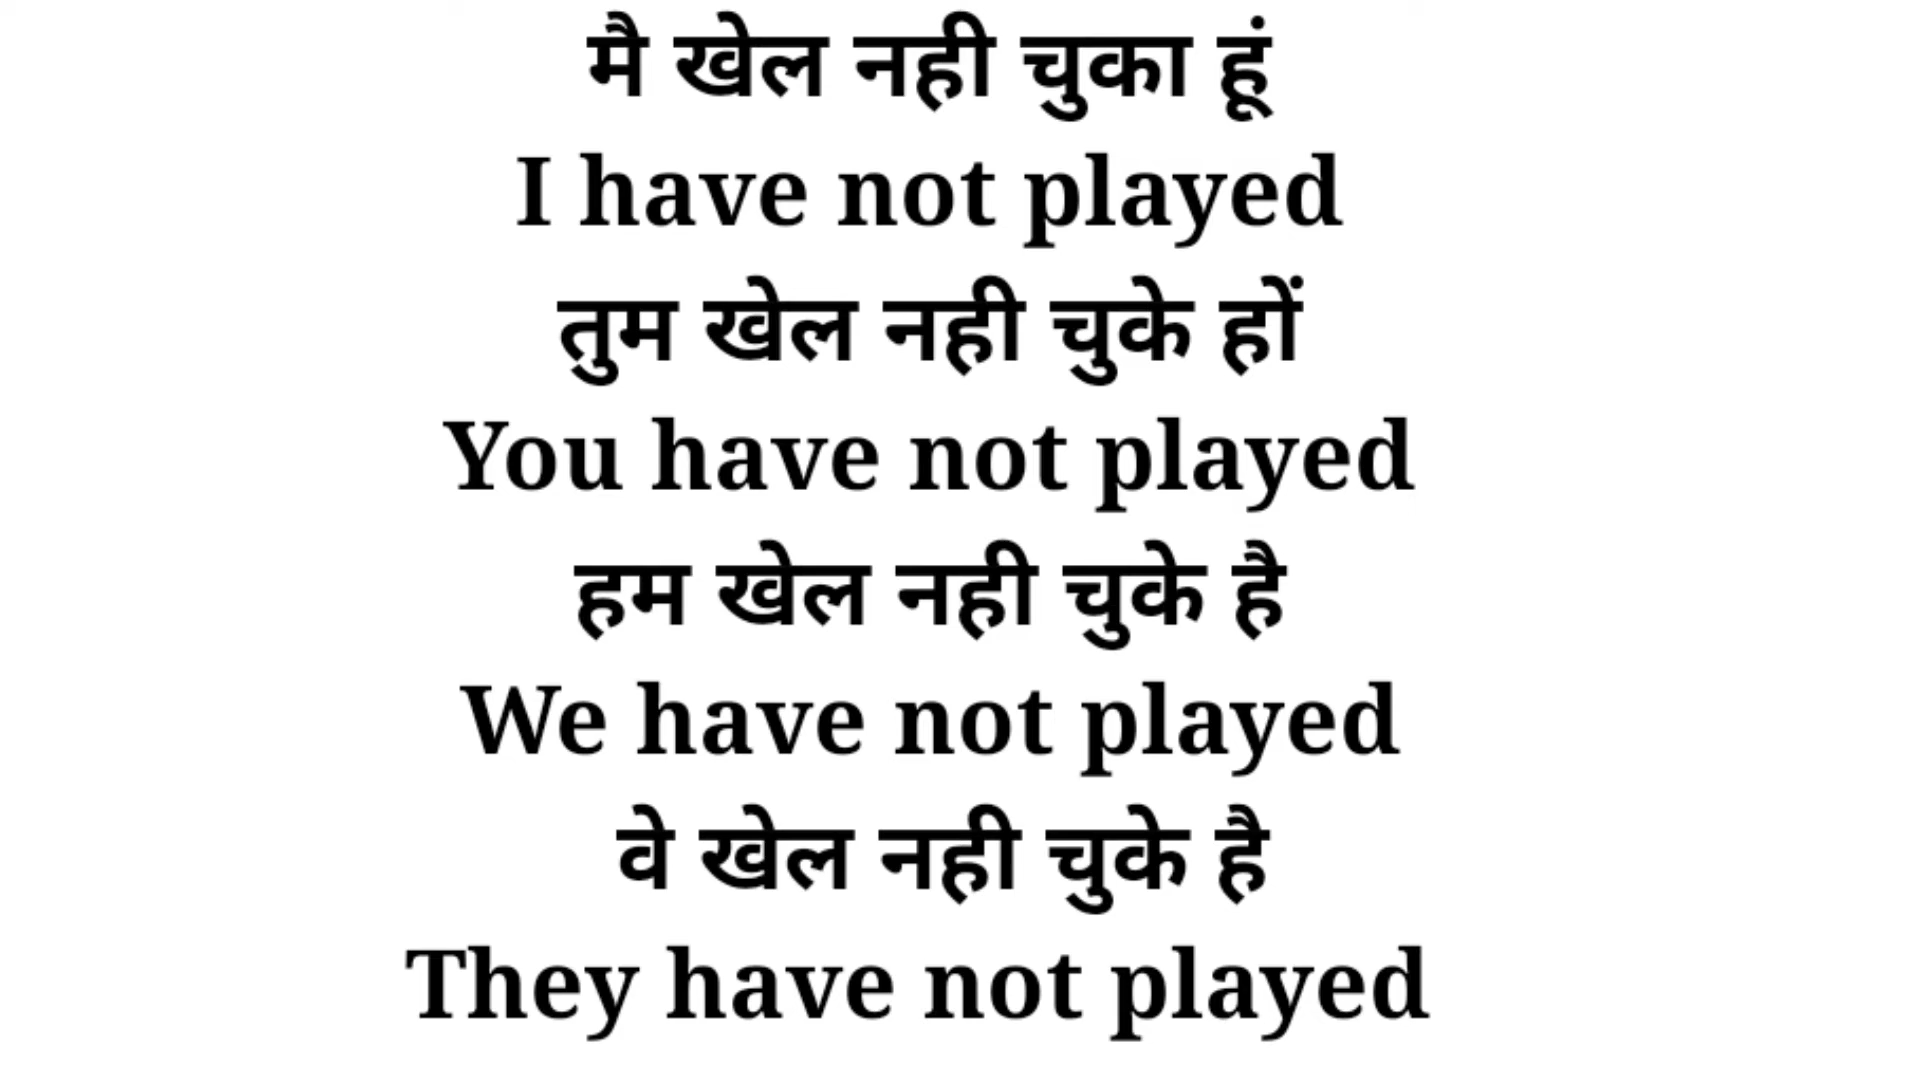 मै खेल नही चुका हूं
I have not played
तुम खेल नही चुके हों
You have not played
हम खेल नही चुके है
We have not played
वे खेल नही चुके है
They have not played